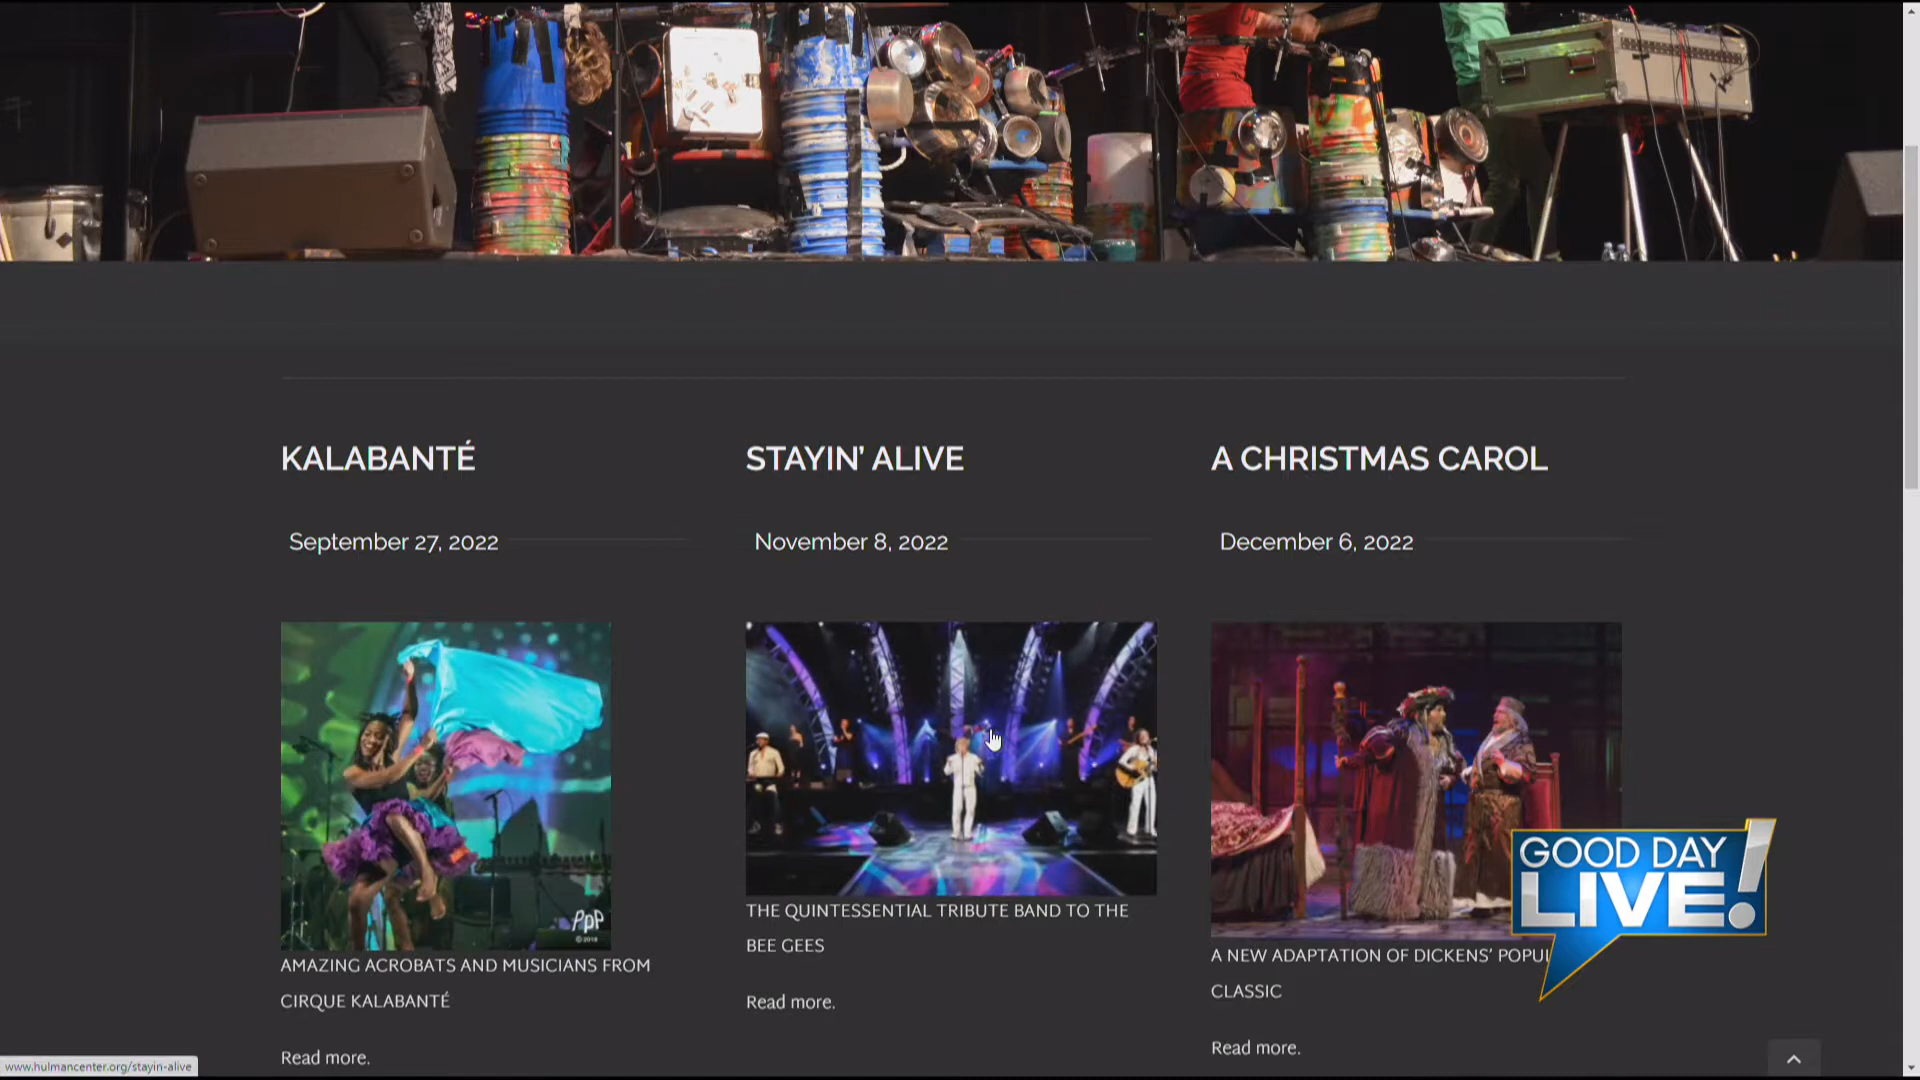 KALABANTÉ
September 27, 2022
AMAZING ACROBATS AND MUSICIANS FROM
CIRQUE KALABANTÉ
Read more.
STAYIN’ ALIVE
November 8, 2022
THE QUINTESSENTIAL TRIBUTE BAND TO THE
BEE GEES
Read more.
A CHRISTMAS CAROL
December 6, 2022
A NEW ADAPTATION OF DICKENS’
CLASSIC
Read more.
PPP
©2019
GOOD DAY
LIVE!
www.hulmancenter.org/stayin-alive